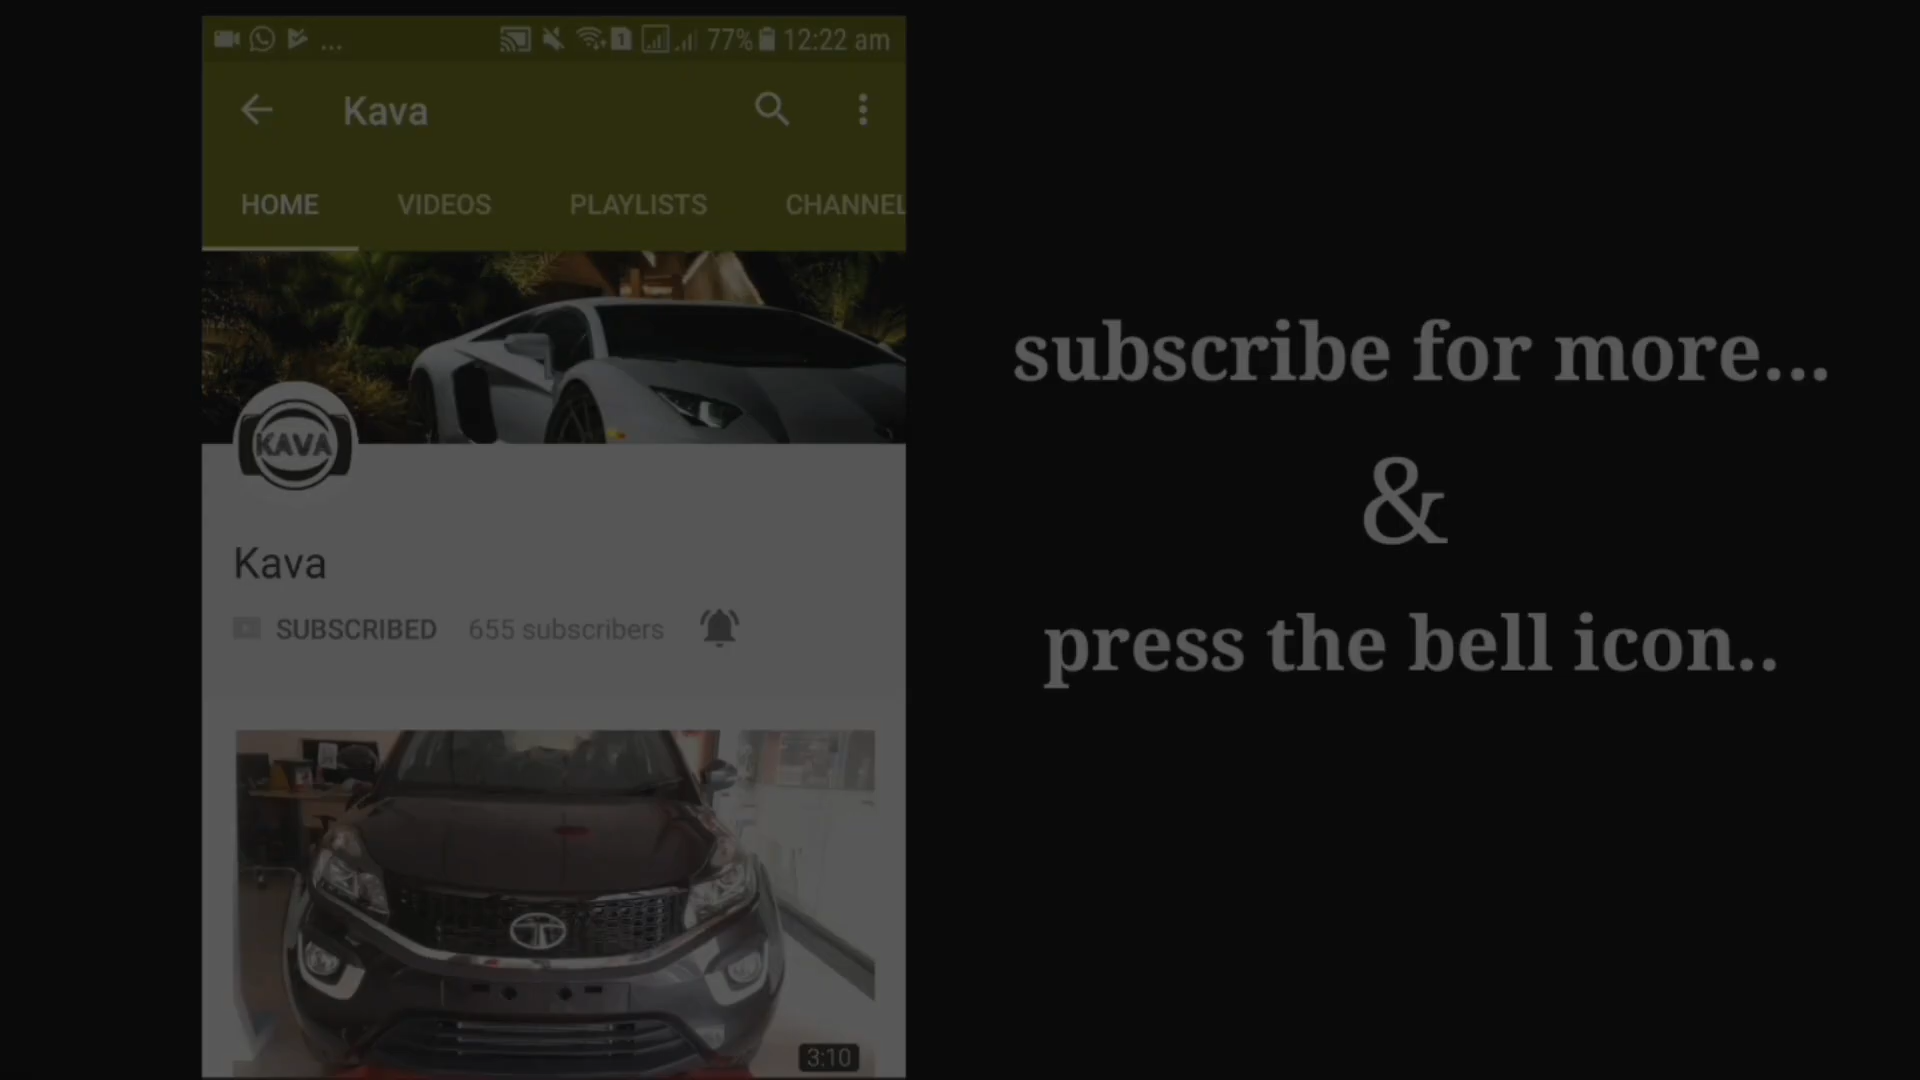 1 77% 12:22 am
Kava
HOME VIDEOS PLAYLISTS CHANNEL
KAVA
Kava
SUBSCRIBED 655 subscribers
3:10
subscribe for more...
&
press the bell icon..